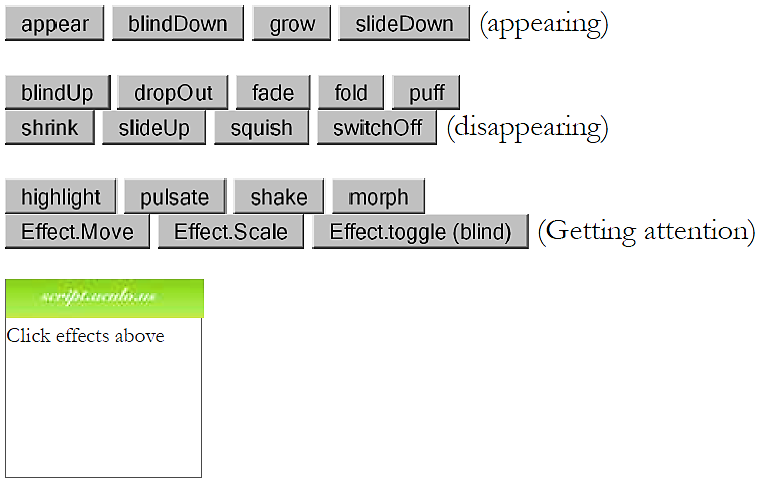 appear blindDown grow slideDown (appearing)
blindUp dropOut fade fold puff
shrink slideUp squish switchOff (disappearing)
highlight pulsate shake morph
Effect.Move Effect.Scale Effect.toggle (blind) (Getting attention)
script.aculo.us
Click effects above